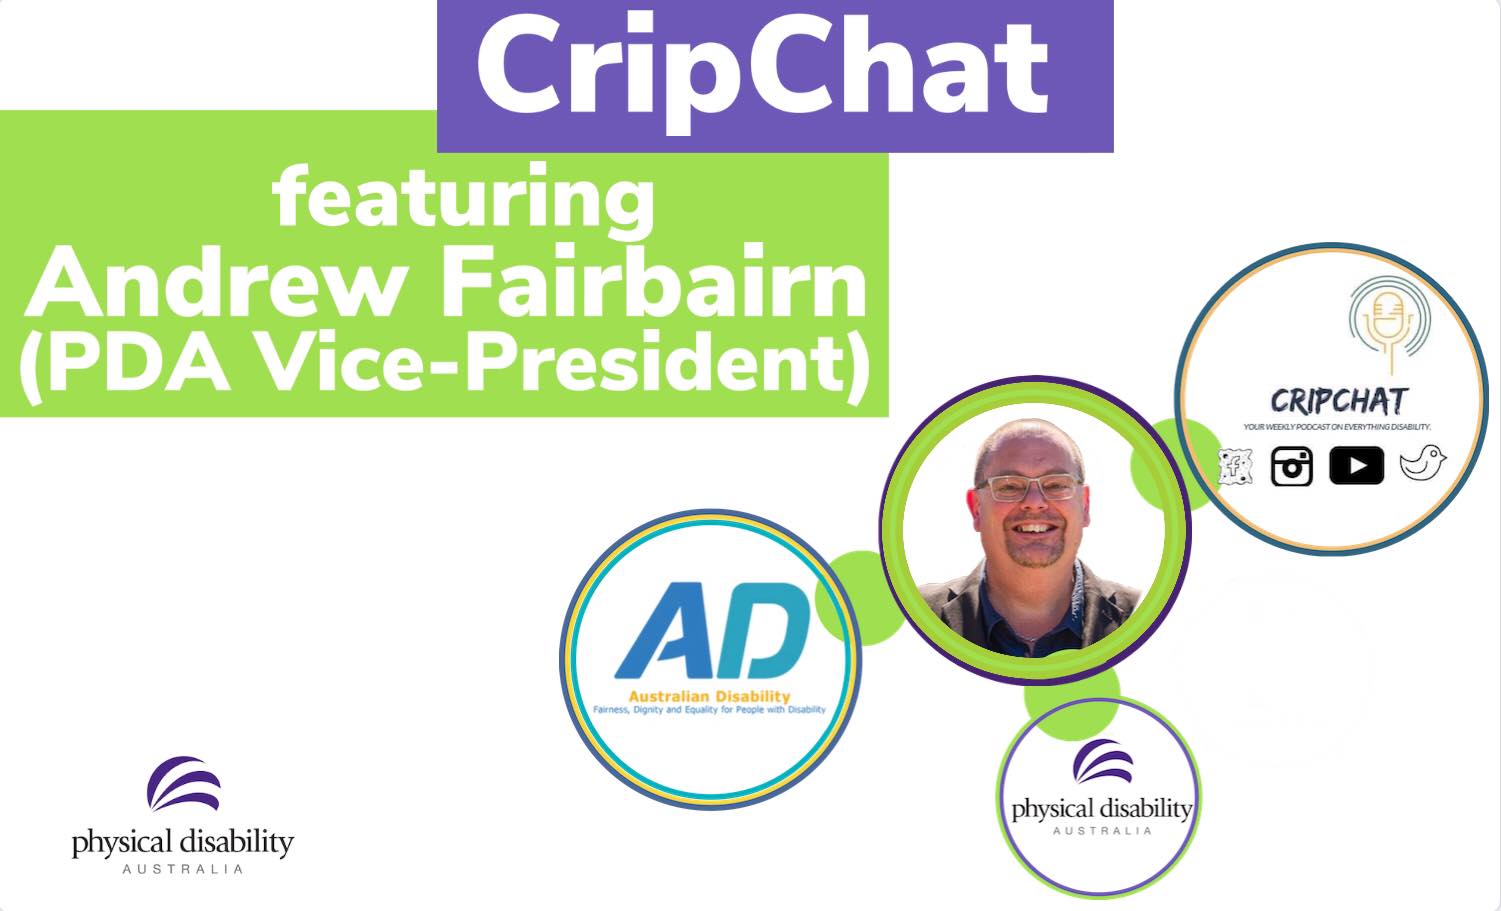 CripChat
featuring
Andrew Fairbairn
(PDA Vice-President)
CRIPCHAT
YOUR WEEKLY PODCAST ON EVERYTHING DISABILITY.
AD
Australian Disability
Fairness, Dignity and Equality for People with Disability
physical disability
AUSTRALIA
physical disability
AUSTRALIA